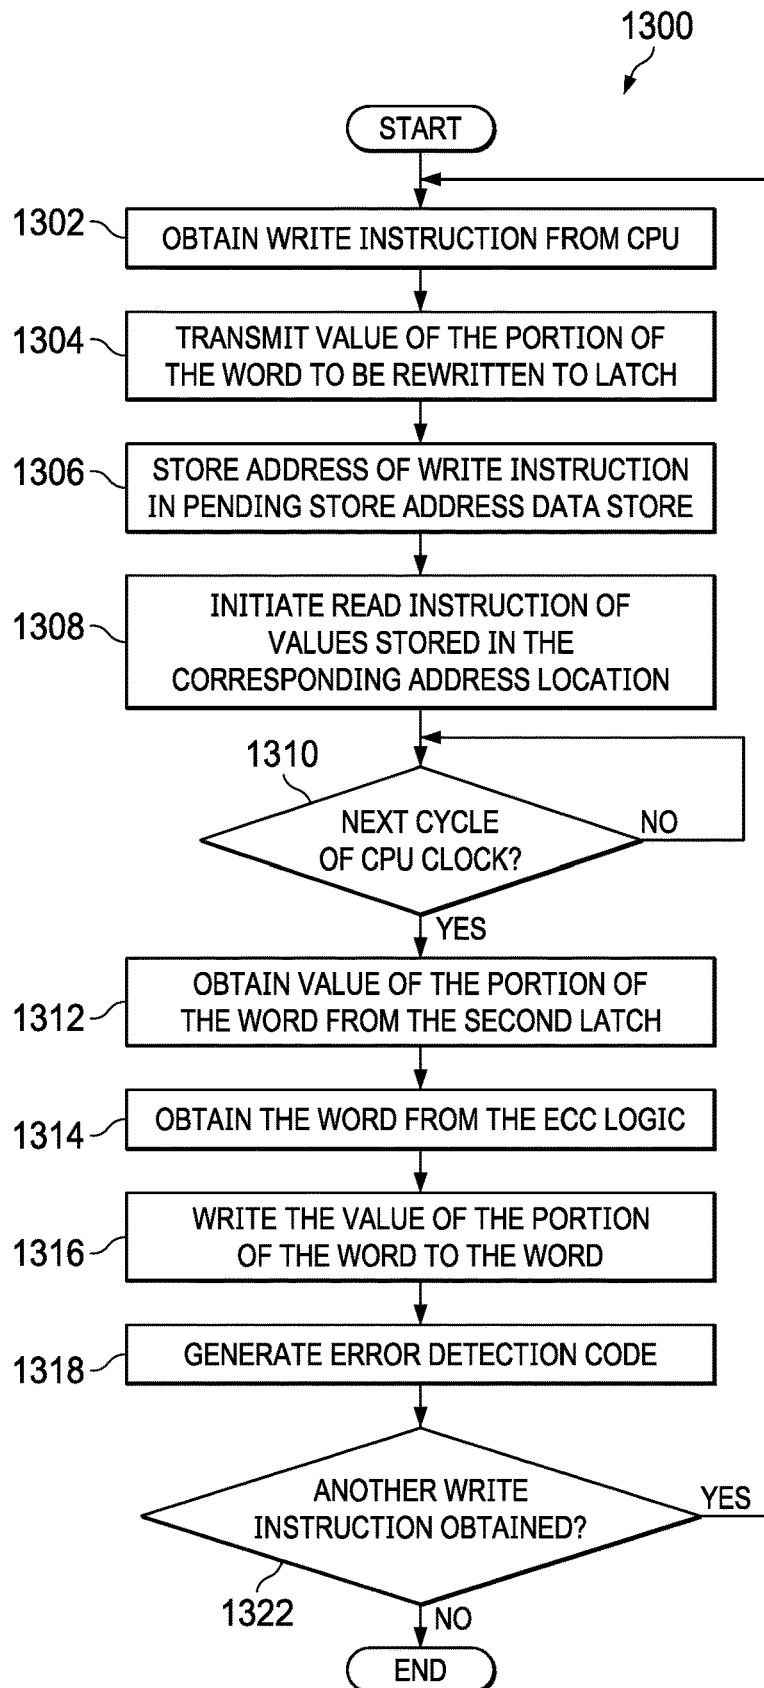 1300
START
1302
OBTAIN WRITE INSTRUCTION FROM CPU
1304
TRANSMIT VALUE OF THE PORTION OF
THE WORD TO BE REWRITTEN TO LATCH
1306
STORE ADDRESS OF WRITE INSTRUCTION
IN PENDING STORE ADDRESS DATA STORE
1308
INITIATE READ INSTRUCTION OF
VALUES STORED IN THE
CORRESPONDING ADDRESS LOCATION
1310
NEXT CYCLE
OF CPU CLOCK?
NO
YES
1312
OBTAIN VALUE OF THE PORTION OF
THE WORD FROM THE SECOND LATCH
1314
OBTAIN THE WORD FROM THE ECC LOGIC
1316
WRITE THE VALUE OF THE PORTION
OF THE WORD TO THE WORD
1318
GENERATE ERROR DETECTION CODE
ANOTHER WRITE
INSTRUCTION OBTAINED?
YES
1322
NO
END